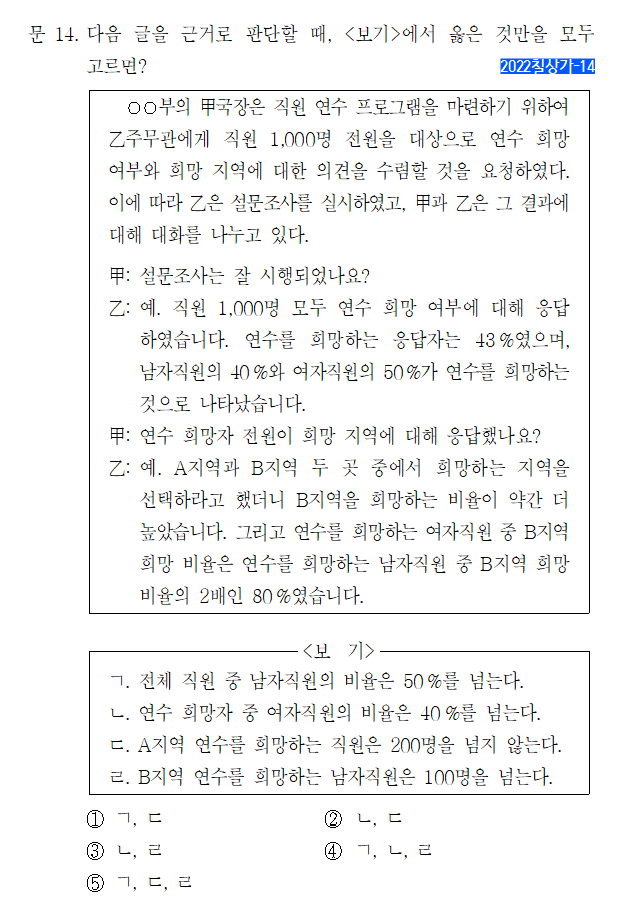 문 14. 다음 글을 근거로 판단할 때, <보기>에서 옳은 것만을 모두
고르면?
2022칠상가-14
○○부의 甲국장은 직원 연수 프로그램을 마련하기 위하여
乙주무관에게 직원 1,000명 전원을 대상으로 연수 희망
여부와 희망 지역에 대한 의견을 수렴할 것을 요청하였다.
이에 따라 乙은 설문조사를 실시하였고, 甲과 乙은 그 결과에
대해 대화를 나누고 있다.
甲: 설문조사는 잘 시행되었나요?
乙: 예. 직원 1,000명 모두 연수 희망 여부에 대해 응답
하였습니다. 연수를 희망하는 응답자는 43%였으며,
남자직원의 40%와 여자직원의 50%가 연수를 희망하는
것으로 나타났습니다.
甲: 연수 희망자 전원이 희망 지역에 대해 응답했나요?
乙: 예. A지역과 B지역 두 곳 중에서 희망하는 지역을
선택하라고 했더니 B지역을 희망하는 비율이 약간 더
높았습니다. 그리고 연수를 희망하는 여자직원 중 B지역
희망 비율은 연수를 희망하는 남자직원 중 B지역 희망
비율의 2배인 80%였습니다.
<보 기>
ㄱ. 전체 직원 중 남자직원의 비율은 50%를 넘는다.
ㄴ. 연수 희망자 중 여자직원의 비율은 40%를 넘는다.
ㄷ. A지역 연수를 희망하는 직원은 200명을 넘지 않는다.
ㄹ. B지역 연수를 희망하는 남자직원은 100명을 넘는다.
① ㄱ, ㄷ
② ㄴ, ㄷ
③ ㄴ, ㄹ
④ ㄱ, ㄴ, ㄹ
⑤ ㄱ, ㄷ, ㄹ